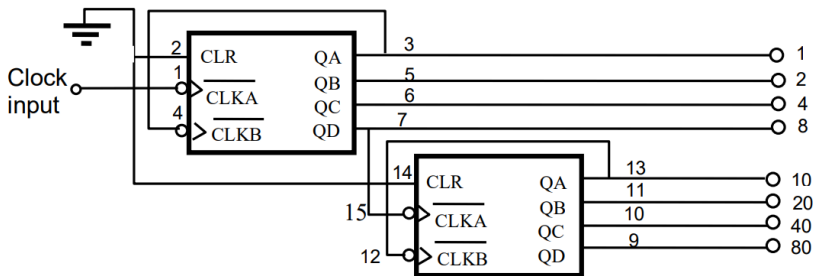 2 CLR QA 3 1
Clock input 1 CLKA QB 5 2
QC 6 4
4 CLKB QD 7 8
14 CLR QA 13 10
15 CLKA QB 11 20
QC 10 40
12 CLKB QD 9 80